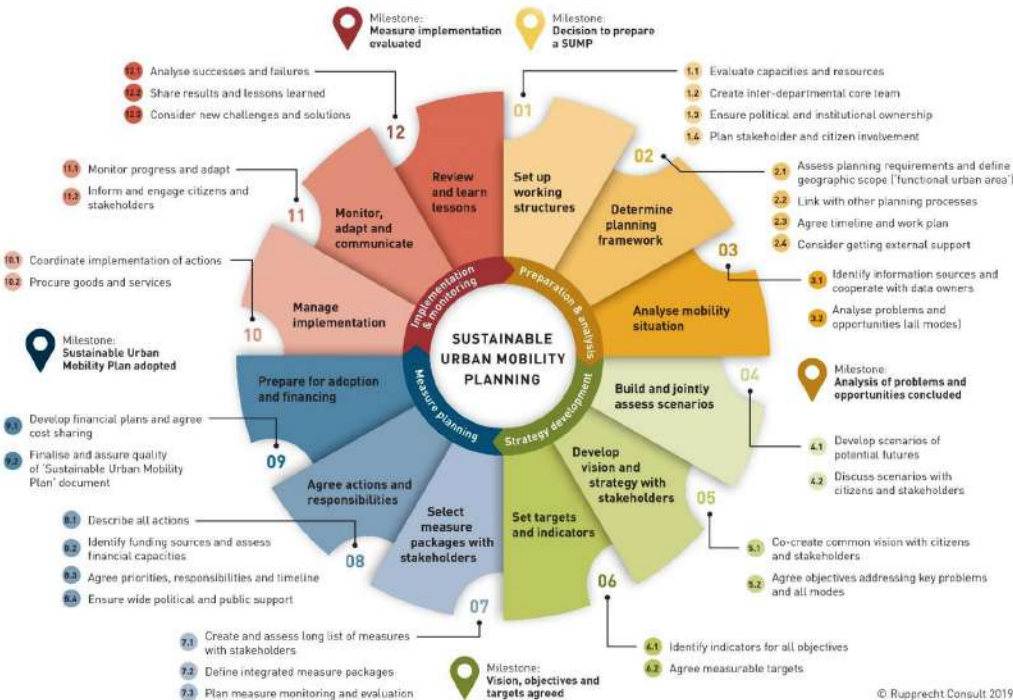 Milestone:
Measure implementation
evaluated
Milestone:
Decision to prepare
a SUMP
12.1 Analyse successes and failures
12.2 Share results and lessons learned
12.3 Consider new challenges and solutions
1.1 Evaluate capacities and resources
1.2 Create inter-departmental core team
1.3 Ensure political and institutional ownership
1.4 Plan stakeholder and citizen involvement
11.1 Monitor progress and adapt
11.2 Inform and engage citizens and
stakeholders
2.1 Assess planning requirements and define
geographic scope ('functional urban area')
2.2 Link with other planning processes
2.3 Agree timeline and work plan
2.4 Consider getting external support
10.1 Coordinate implementation of actions
10.2 Procure goods and services
3.1 Identify information sources and
cooperate with data owners
3.2 Analyse problems and
opportunities (all modes)
Milestone:
Sustainable Urban
Mobility Plan adopted
Milestone:
Analysis of problems and
opportunities concluded
9.1 Develop financial plans and agree
cost sharing
9.2 Finalise and assure quality
of 'Sustainable Urban Mobility
Plan' document
4.1 Develop scenarios of
potential futures
4.2 Discuss scenarios with
citizens and stakeholders
8.1 Describe all actions
8.2 Identify funding sources and assess
financial capacities
8.3 Agree priorities, responsibilities and timeline
8.4 Ensure wide political and public support
5.1 Co-create common vision with citizens
and stakeholders
5.2 Agree objectives addressing key problems
and all modes
7.1 Create and assess long list of measures
with stakeholders
7.2 Define integrated measure packages
7.3 Plan measure monitoring and evaluation
Milestone:
Vision, objectives and
targets agreed
6.1 Identify indicators for all objectives
6.2 Agree measurable targets
01
Set up
working
structures
02
Determine
planning
framework
03
Analyse mobility
situation
04
Build and jointly
assess scenarios
05
Develop
vision and
strategy with
stakeholders
06
Set targets
and indicators
07
Select
measure
packages with
stakeholders
08
Agree actions and
responsibilities
09
Prepare for adoption
and financing
10
Manage
implementation
11
Monitor,
adapt and
communicate
12
Review
and learn
lessons
Preparation & analysis
Strategy development
Measure planning
Implementation
& monitoring
SUSTAINABLE
URBAN MOBILITY
PLANNING
© Rupprecht Consult 2019